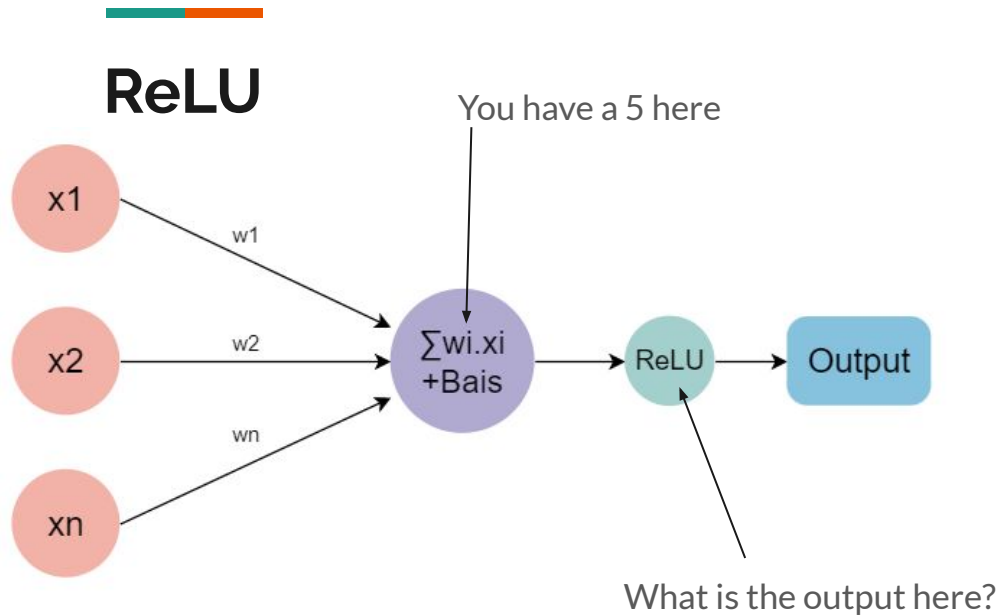 ReLU
You have a 5 here
x1
w1
x2
w2
∑wi.xi
+Bais
ReLU
Output
wn
xn
What is the output here?